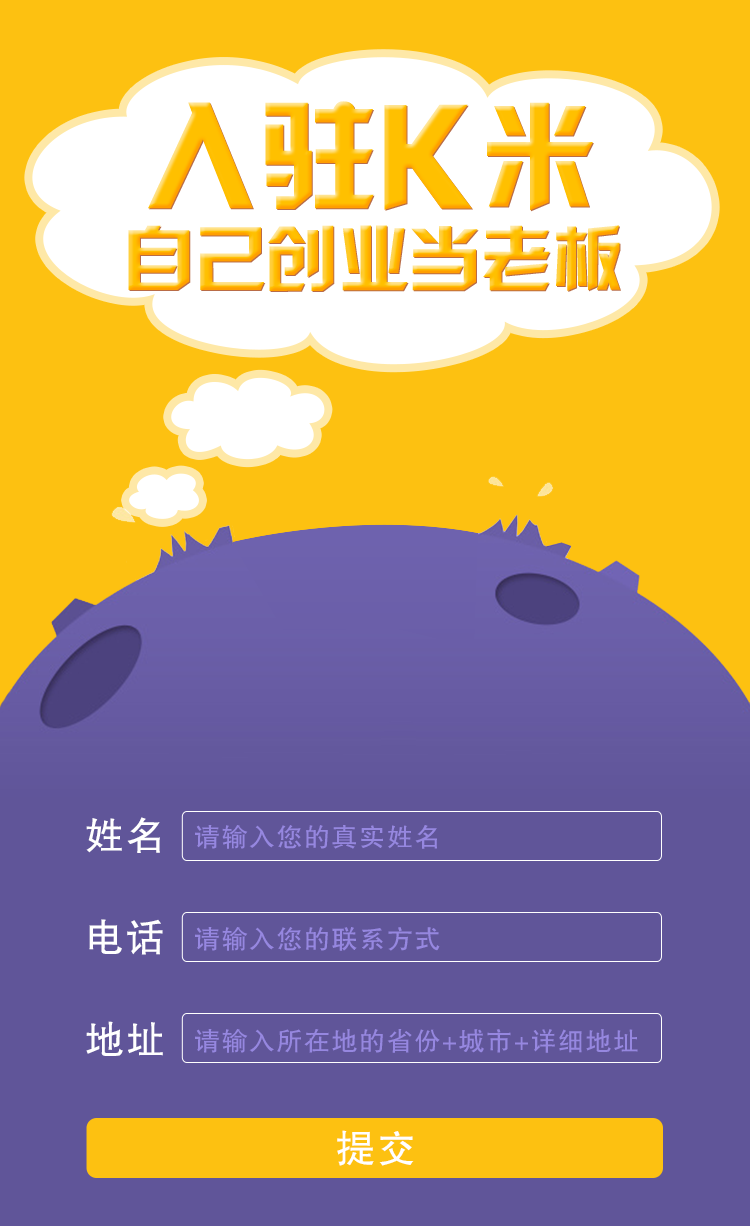 入驻K米
自己创业当老板
姓名 请输入您的真实姓名
电话 请输入您的联系方式
地址 请输入所在地的省份+城市+详细地址
提交